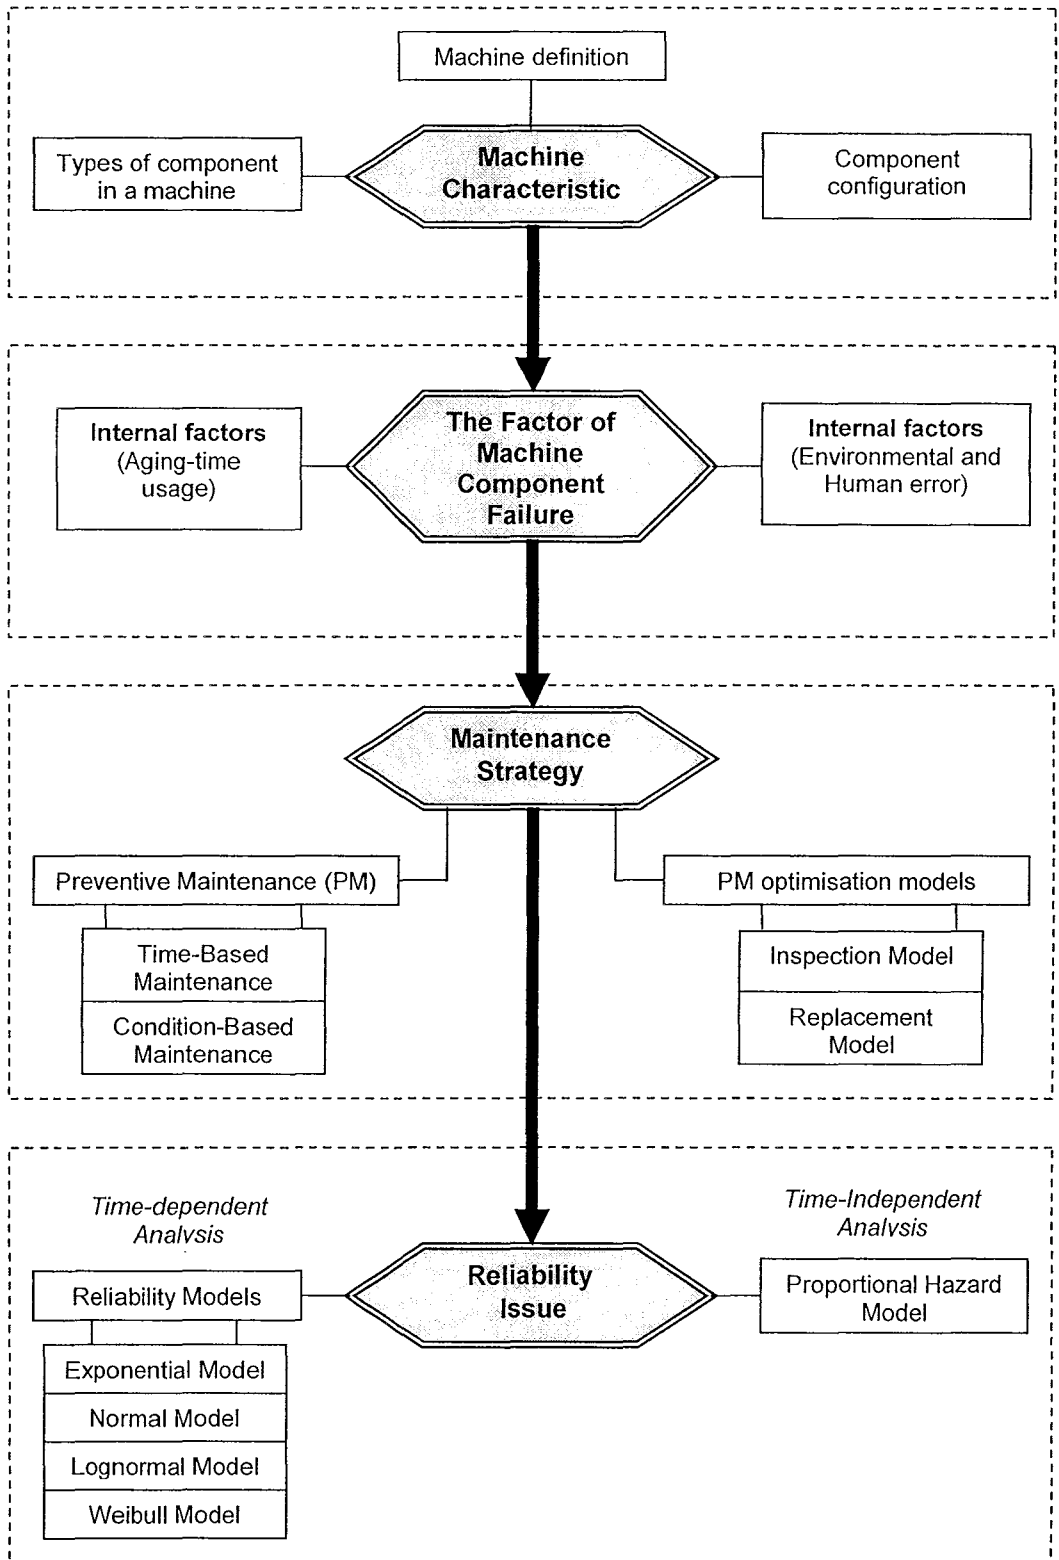 Machine definition
Types of component
in a machine
Machine
Characteristic
Component
configuration
Internal factors
(Aging-time
usage)
The Factor of
Machine
Component
Failure
Internal factors
(Environmental and
Human error)
Maintenance
Strategy
Preventive Maintenance (PM)
PM optimisation models
Time-Based
Maintenance
Condition-Based
Maintenance
Inspection Model
Replacement
Model
Time-dependent
Analysis
Time-Independent
Analysis
Reliability Models
Reliability
Issue
Proportional Hazard
Model
Exponential Model
Normal Model
Lognormal Model
Weibull Model